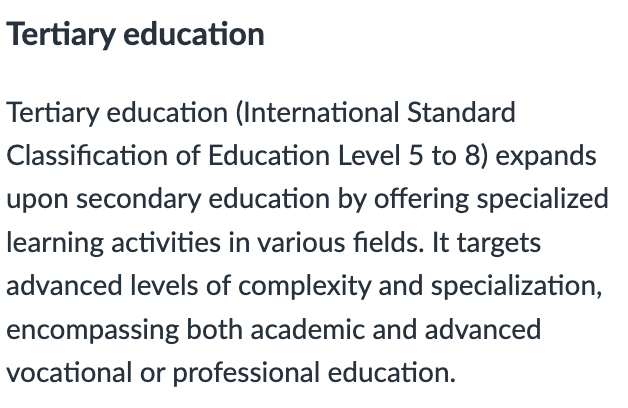 Tertiary education
Tertiary education (International Standard
Classification of Education Level 5 to 8) expands
upon secondary education by offering specialized
learning activities in various fields. It targets
advanced levels of complexity and specialization,
encompassing both academic and advanced
vocational or professional education.